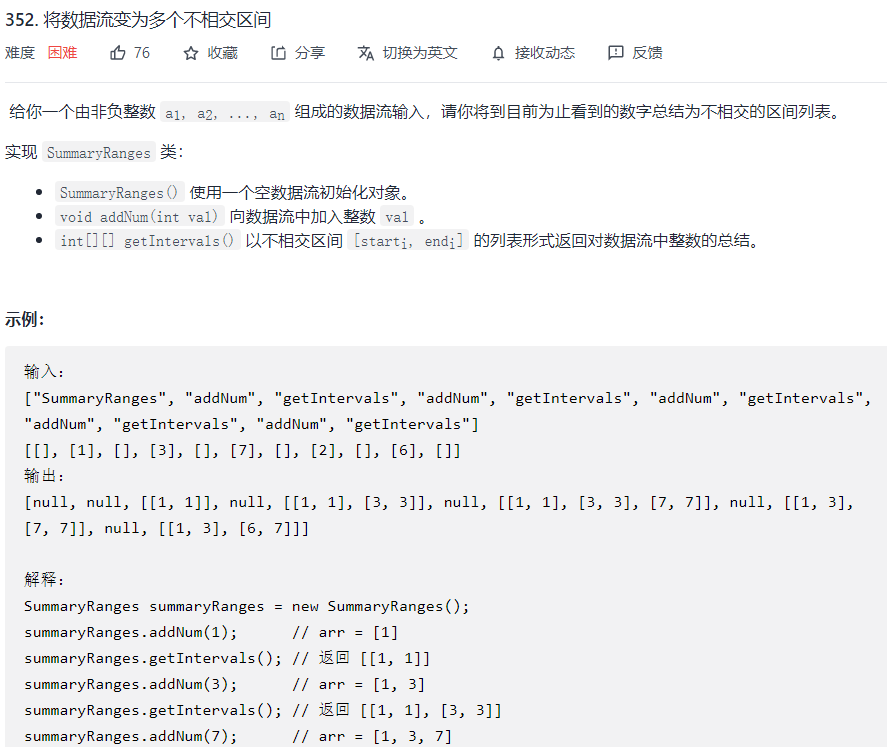 352. 将数据流变为多个不相交区间
难度 困难 76 收藏 分享 切换为英文 接收动态 反馈
给你一个由非负整数 a1, a2, ..., an 组成的数据流输入，请你将到目前为止看到的数字总结为不相交的区间列表。
实现 SummaryRanges 类：
SummaryRanges() 使用一个空数据流初始化对象。
void addNum(int val) 向数据流中加入整数 val 。
int[][] getIntervals() 以不相交区间 [starti, endi] 的列表形式返回对数据流中整数的总结。
示例：
输入：
["SummaryRanges", "addNum", "getIntervals", "addNum", "getIntervals", "addNum", "getIntervals",
"addNum", "getIntervals", "addNum", "getIntervals"]
[[], [1], [], [3], [], [7], [], [2], [], [6], []]
输出：
[null, null, [[1, 1]], null, [[1, 1], [3, 3]], null, [[1, 1], [3, 3], [7, 7]], null, [[1, 3],
[7, 7]], null, [[1, 3], [6, 7]]]
解释：
SummaryRanges summaryRanges = new SummaryRanges();
summaryRanges.addNum(1); // arr = [1]
summaryRanges.getIntervals(); // 返回 [[1, 1]]
summaryRanges.addNum(3); // arr = [1, 3]
summaryRanges.getIntervals(); // 返回 [[1, 1], [3, 3]]
summaryRanges.addNum(7); // arr = [1, 3, 7]